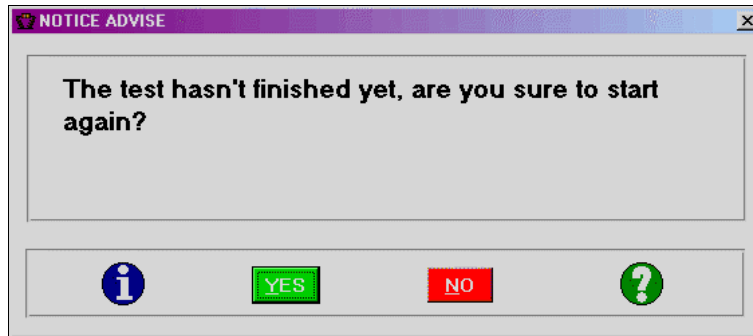 NOTICE ADVISE
The test hasn't finished yet, are you sure to start
again?
YES
NO